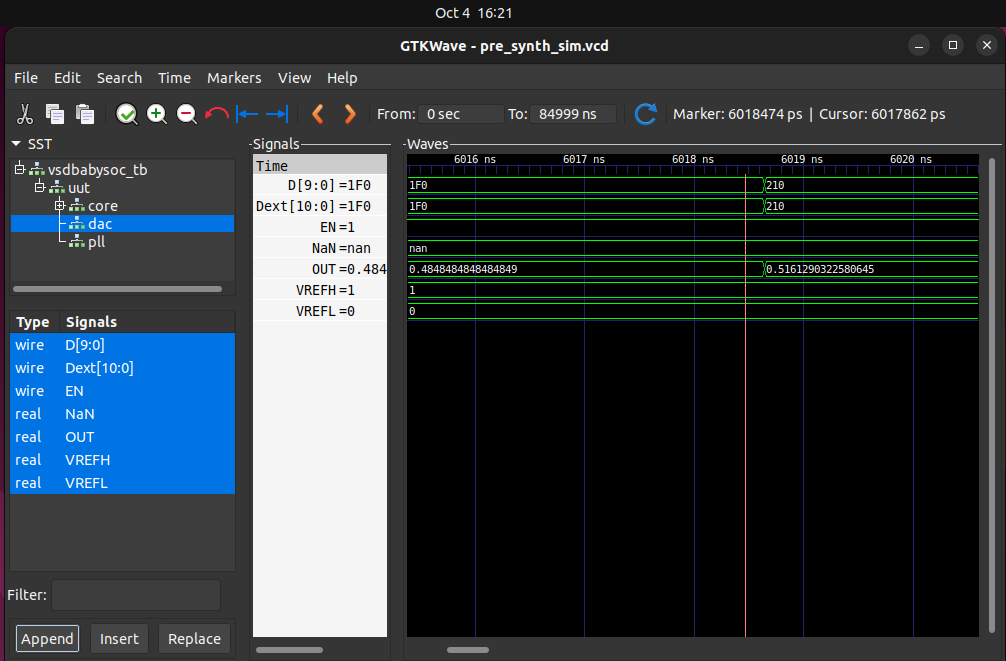 Oct 4 16:21
GTKWave - pre_synth_sim.vcd
File Edit Search Time Markers View Help
From: 0 sec To: 84999 ns Marker: 6018474 ps | Cursor: 6017862 ps
SST
vsdbabysoc_tb
uut
core
dac
pll
Type Signals
wire D[9:0]
wire Dext[10:0]
wire EN
real NaN
real OUT
real VREFH
real VREFL
Filter:
Append Insert Replace
Signals
Time
D[9:0] =1F0
Dext[10:0] =1F0
EN =1
NaN =nan
OUT =0.484
VREFH =1
VREFL =0
Waves
6016 ns 6017 ns 6018 ns 6019 ns 6020 ns
1F0 210
1F0 210
nan
0.4848484848484849 0.5161290322580645
1
0